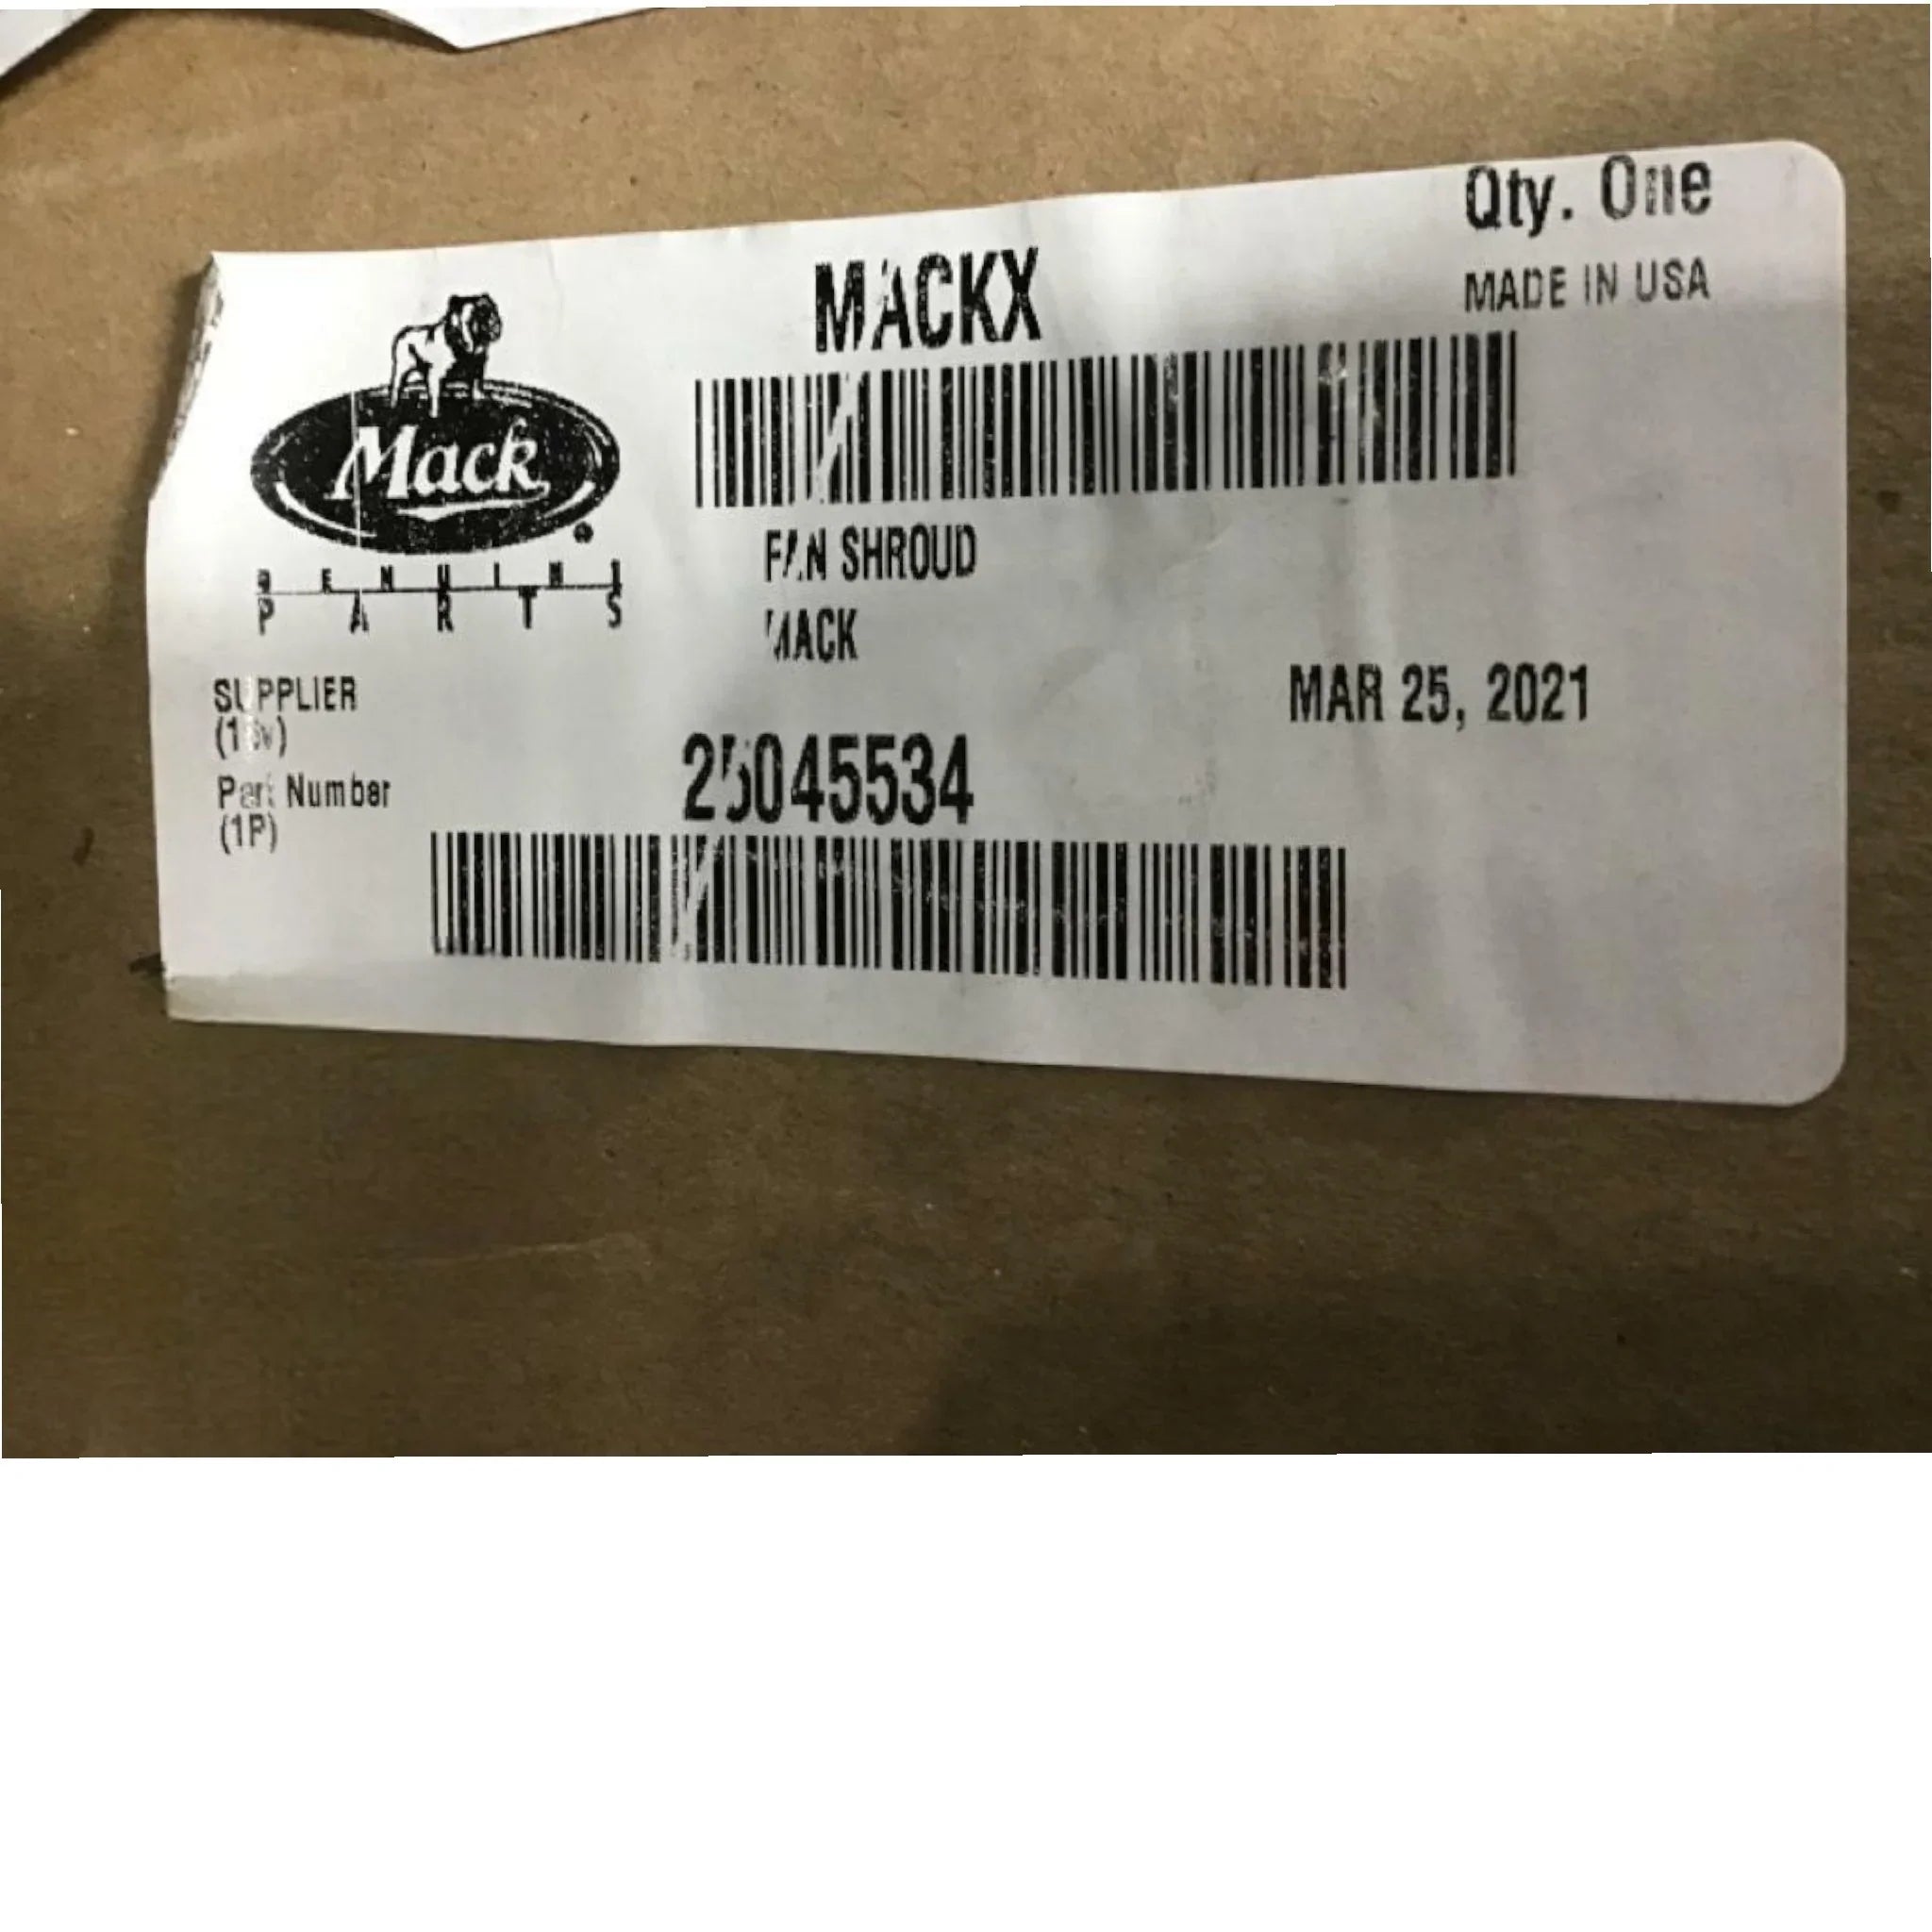 Qty. One
MACKX
MADE IN USA
Mack
GENUINE
PARTS
FAN SHROUD
MACK
SUPPLIER
MAR 25, 2021
25045534
Part Number
(1P)